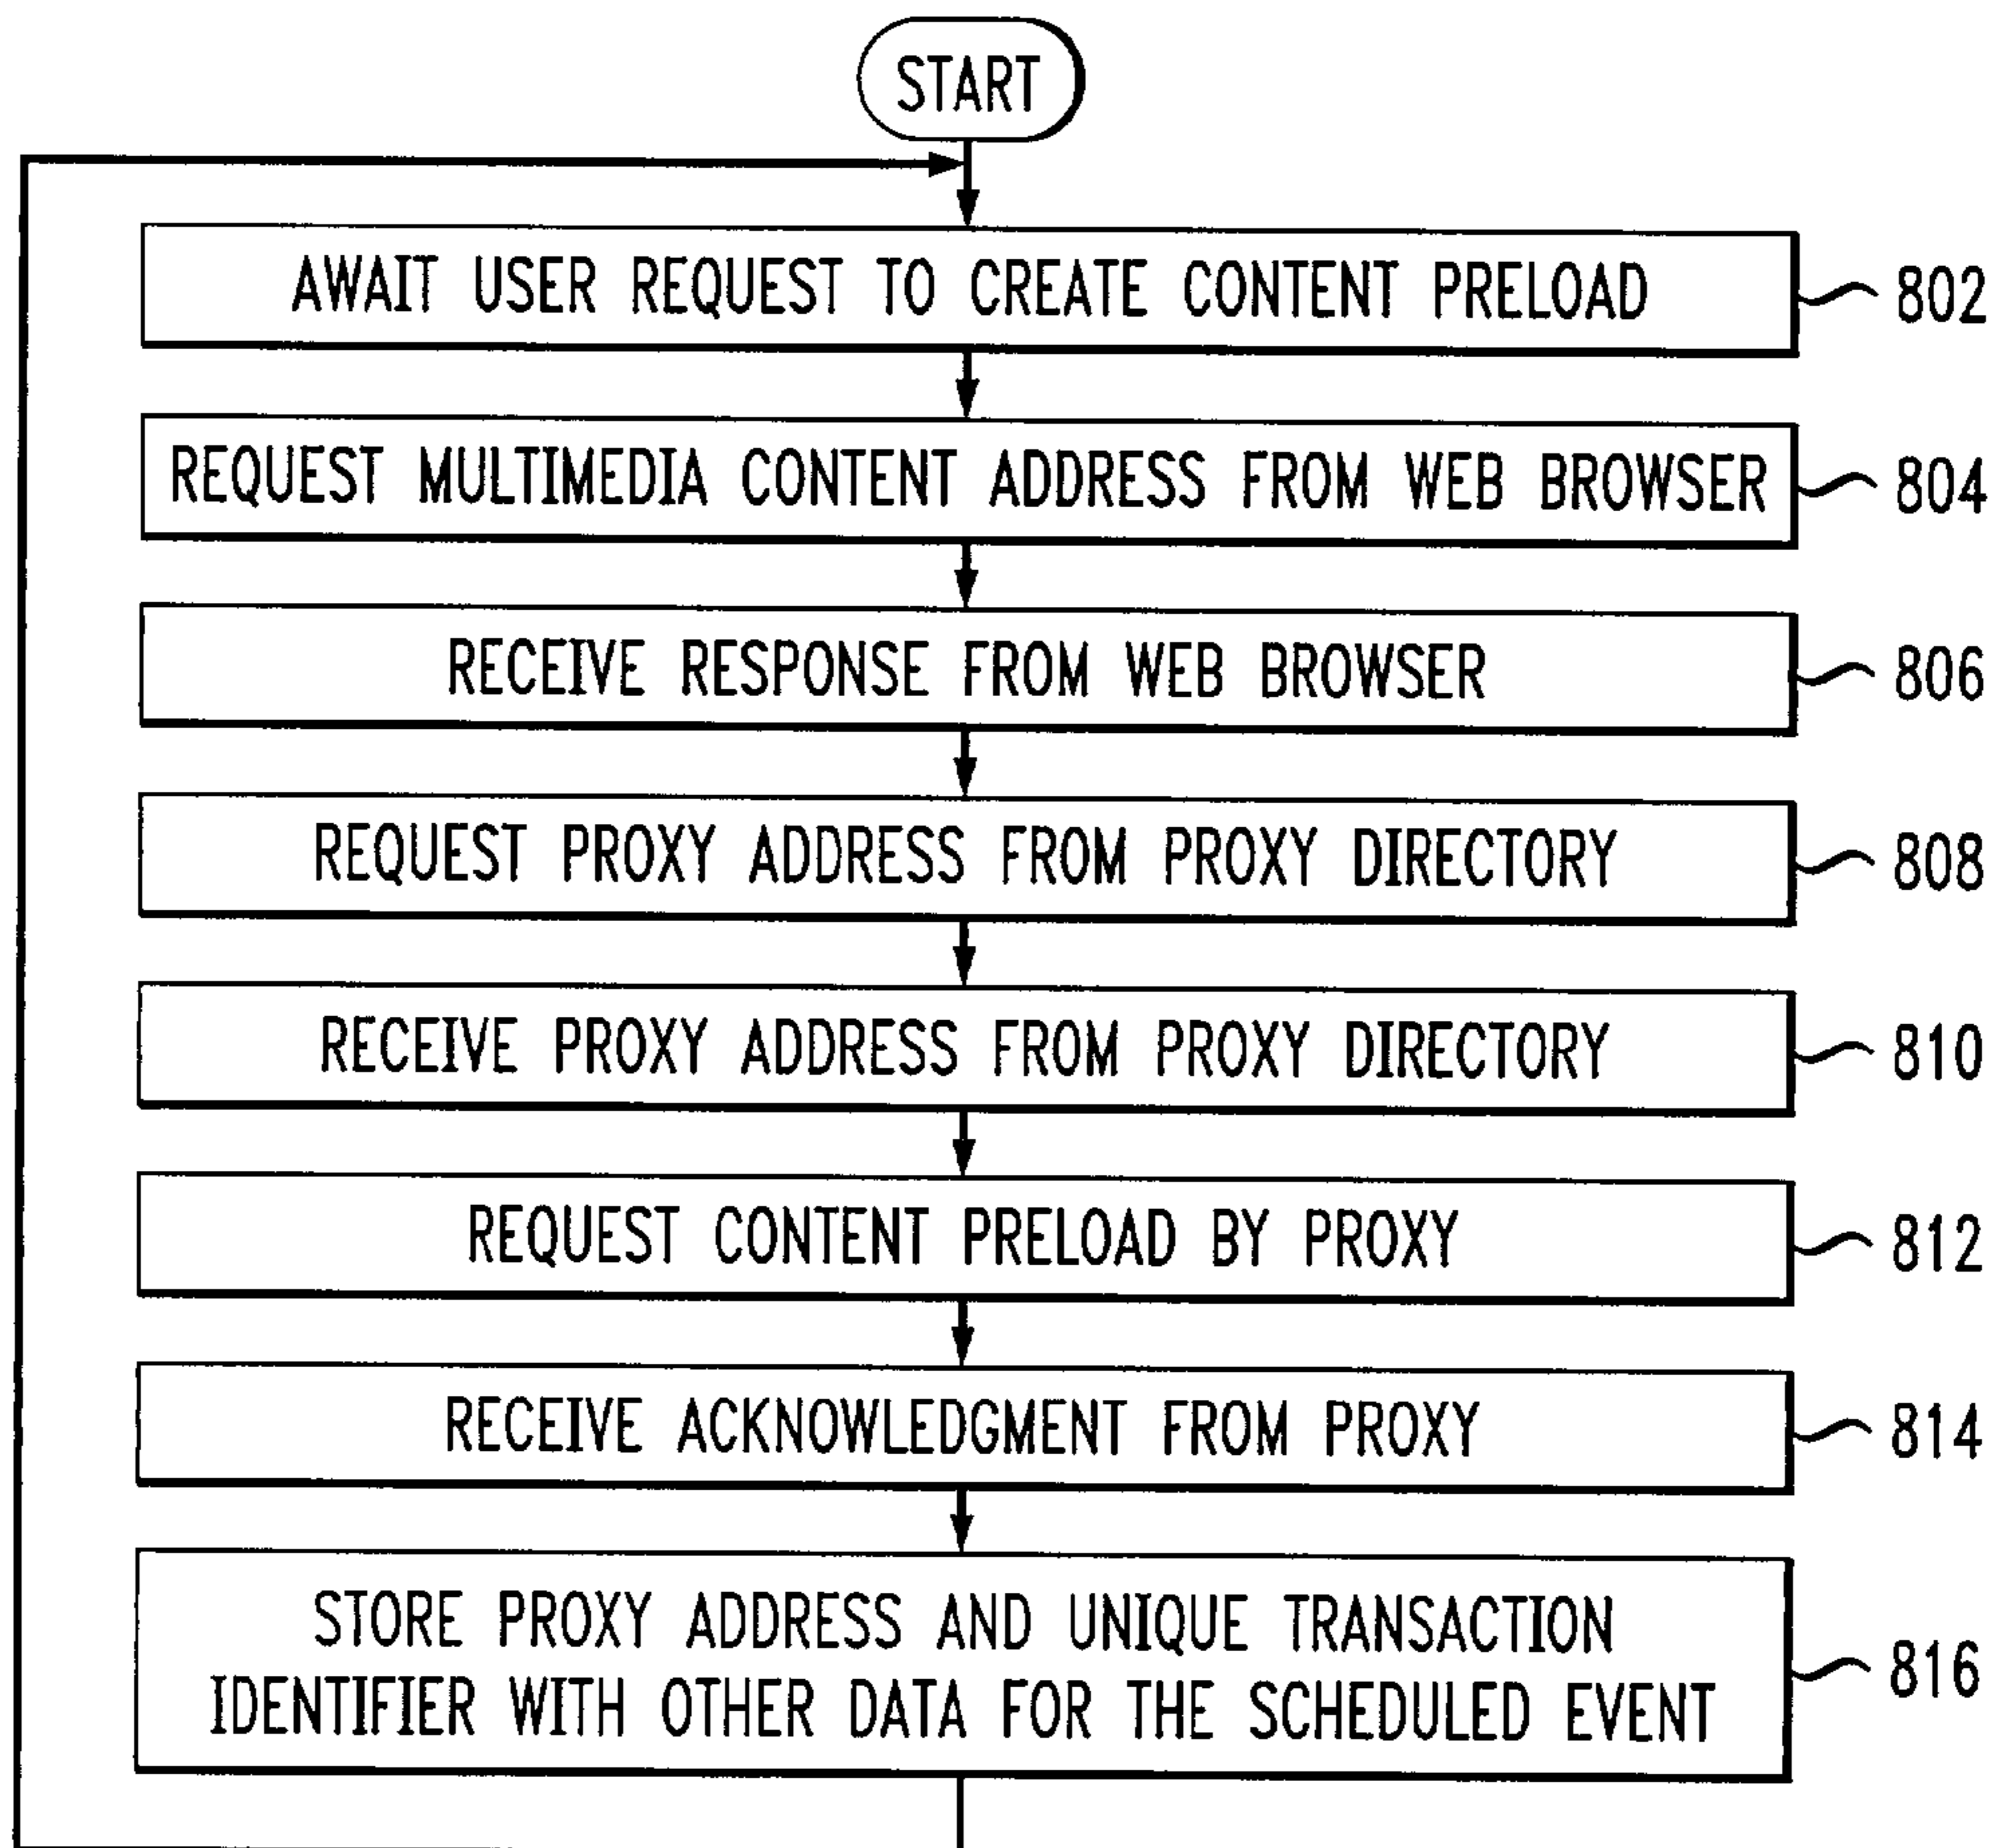 START
AWAIT USER REQUEST TO CREATE CONTENT PRELOAD
802
REQUEST MULTIMEDIA CONTENT ADDRESS FROM WEB BROWSER
804
RECEIVE RESPONSE FROM WEB BROWSER
806
REQUEST PROXY ADDRESS FROM PROXY DIRECTORY
808
RECEIVE PROXY ADDRESS FROM PROXY DIRECTORY
810
REQUEST CONTENT PRELOAD BY PROXY
812
RECEIVE ACKNOWLEDGMENT FROM PROXY
814
STORE PROXY ADDRESS AND UNIQUE TRANSACTION
IDENTIFIER WITH OTHER DATA FOR THE SCHEDULED EVENT
816